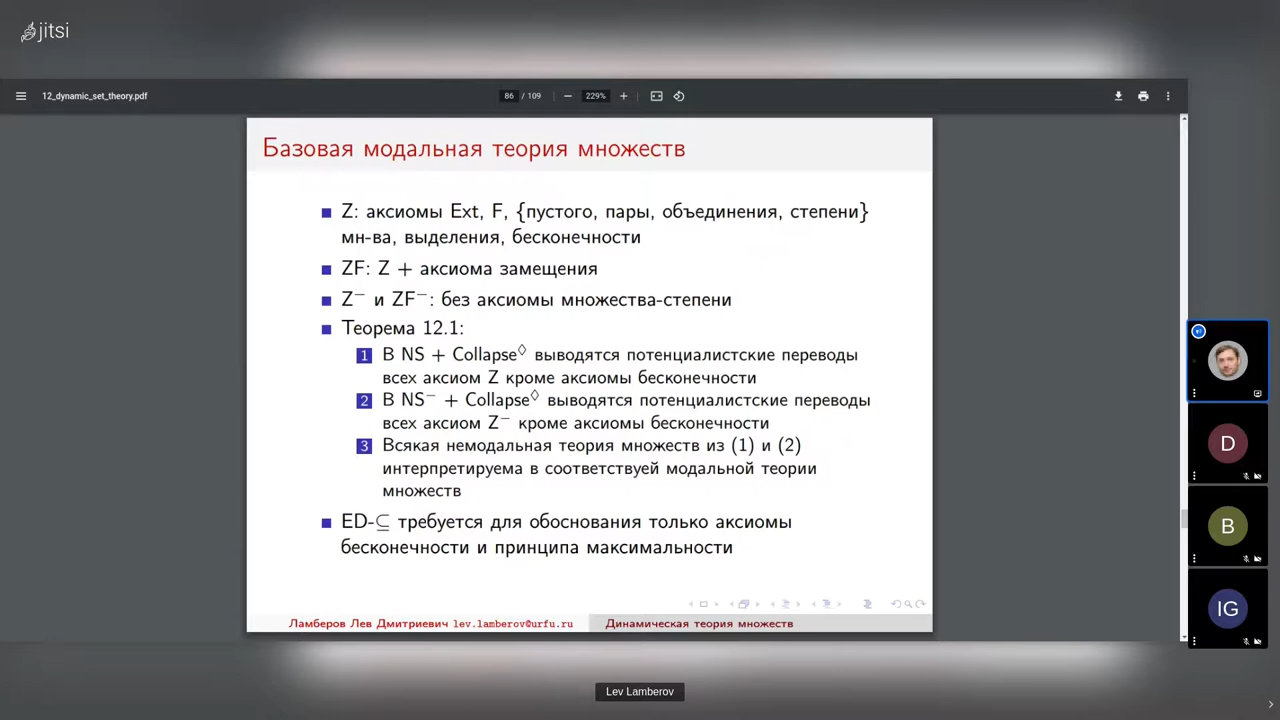 jitsi
12_dynamic_set_theory.pdf
86 / 109
229%
Базовая модальная теория множеств
Z: аксиомы Ext, F, {пустого, пары, объединения, степени}
мн-ва, выделения, бесконечности
ZF: Z + аксиома замещения
Z⁻ и ZF⁻: без аксиомы множества-степени
Теорема 12.1:
1 В NS + Collapse◊ выводятся потенциалистские переводы
всех аксиом Z кроме аксиомы бесконечности
2 В NS⁻ + Collapse◊ выводятся потенциалистские переводы
всех аксиом Z⁻ кроме аксиомы бесконечности
3 Всякая немодальная теория множеств из (1) и (2)
интерпретируема в соответствуей модальной теории
множеств
ED-⊆ требуется для обоснования только аксиомы
бесконечности и принципа максимальности
Ламберов Лев Дмитриевич lev.lamberov@urfu.ru
Динамическая теория множеств
D
B
IG
Lev Lamberov